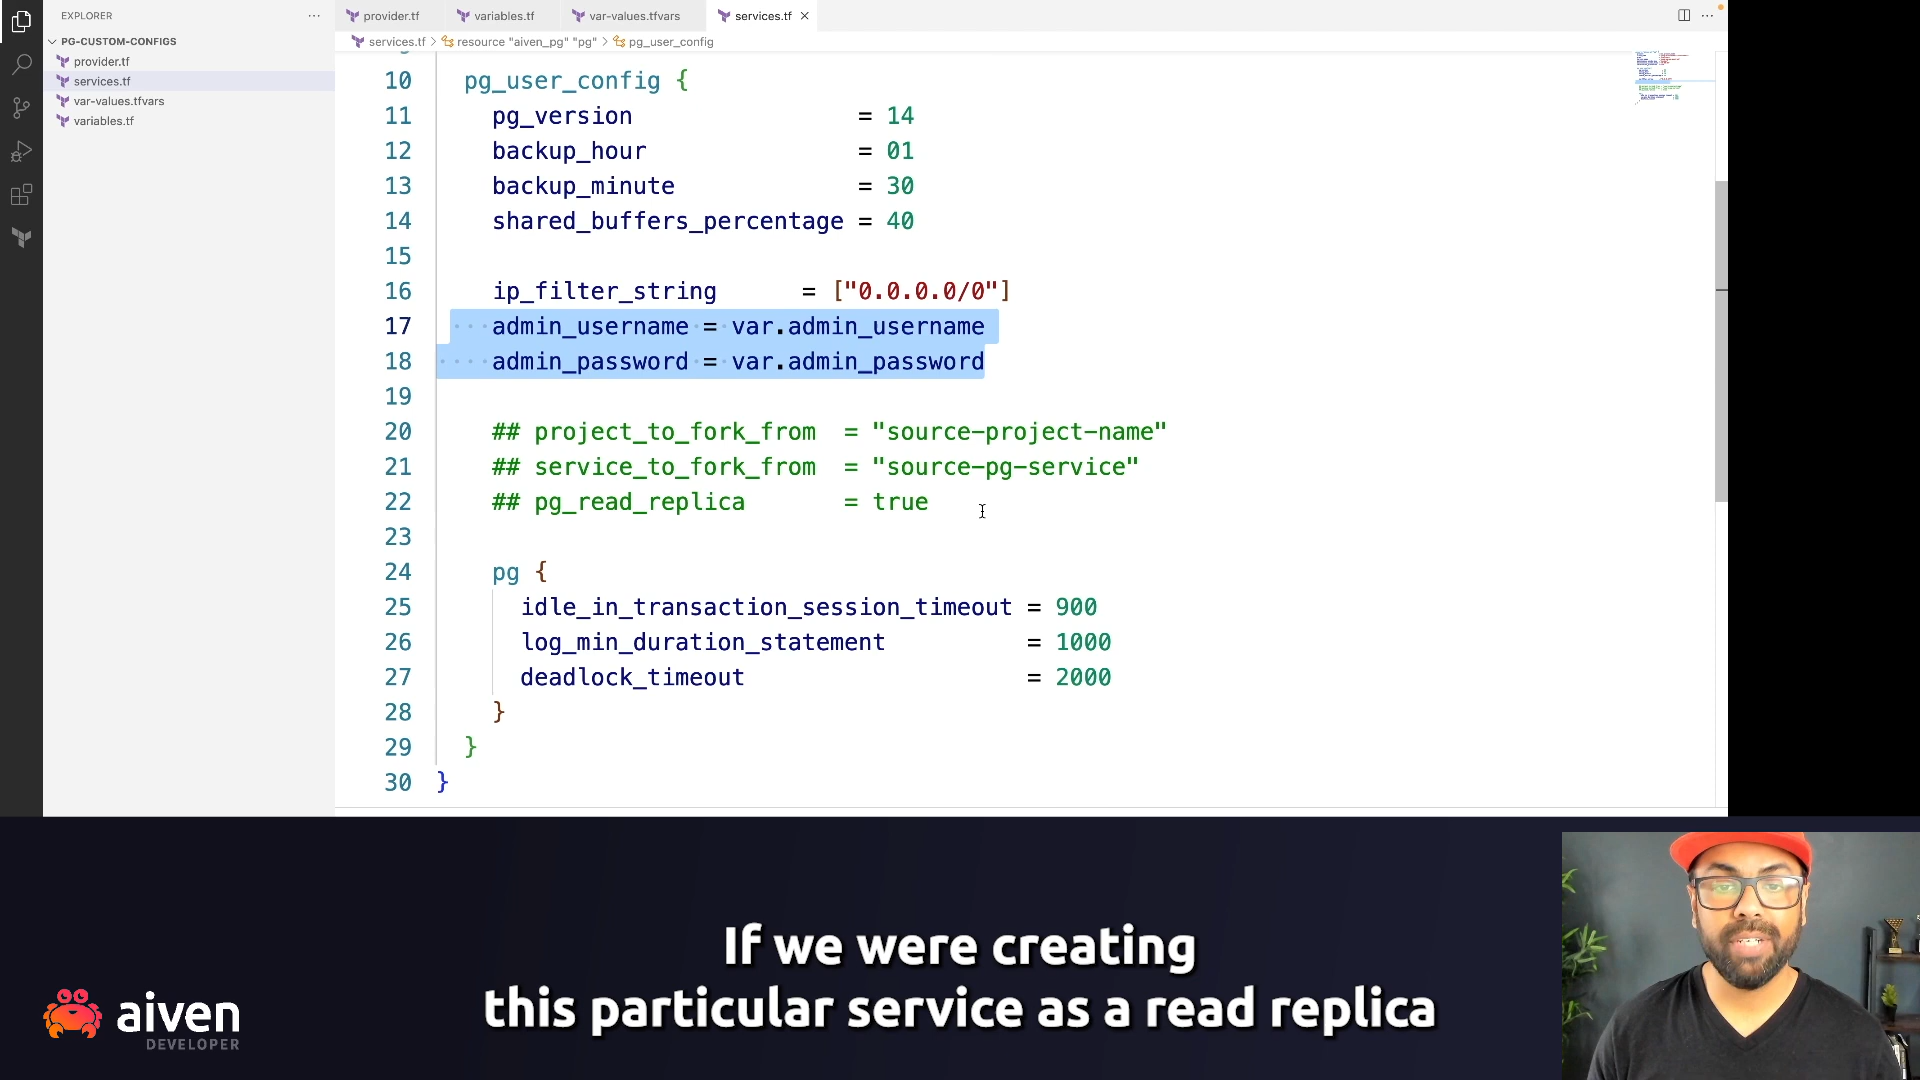 EXPLORER
PG-CUSTOM-CONFIGS
provider.tf
services.tf
var-values.tfvars
variables.tf
provider.tf
variables.tf
var-values.tfvars
services.tf
services.tf > resource "aiven_pg" "pg" > pg_user_config
10 pg_user_config {
11 pg_version = 14
12 backup_hour = 01
13 backup_minute = 30
14 shared_buffers_percentage = 40
15
16 ip_filter_string = ["0.0.0.0/0"]
17 admin_username = var.admin_username
18 admin_password = var.admin_password
19
20 ## project_to_fork_from = "source-project-name"
21 ## service_to_fork_from = "source-pg-service"
22 ## pg_read_replica = true
23
24 pg {
25 idle_in_transaction_session_timeout = 900
26 log_min_duration_statement = 1000
27 deadlock_timeout = 2000
28 }
29 }
30 }
If we were creating
this particular service as a read replica
aiven
DEVELOPER